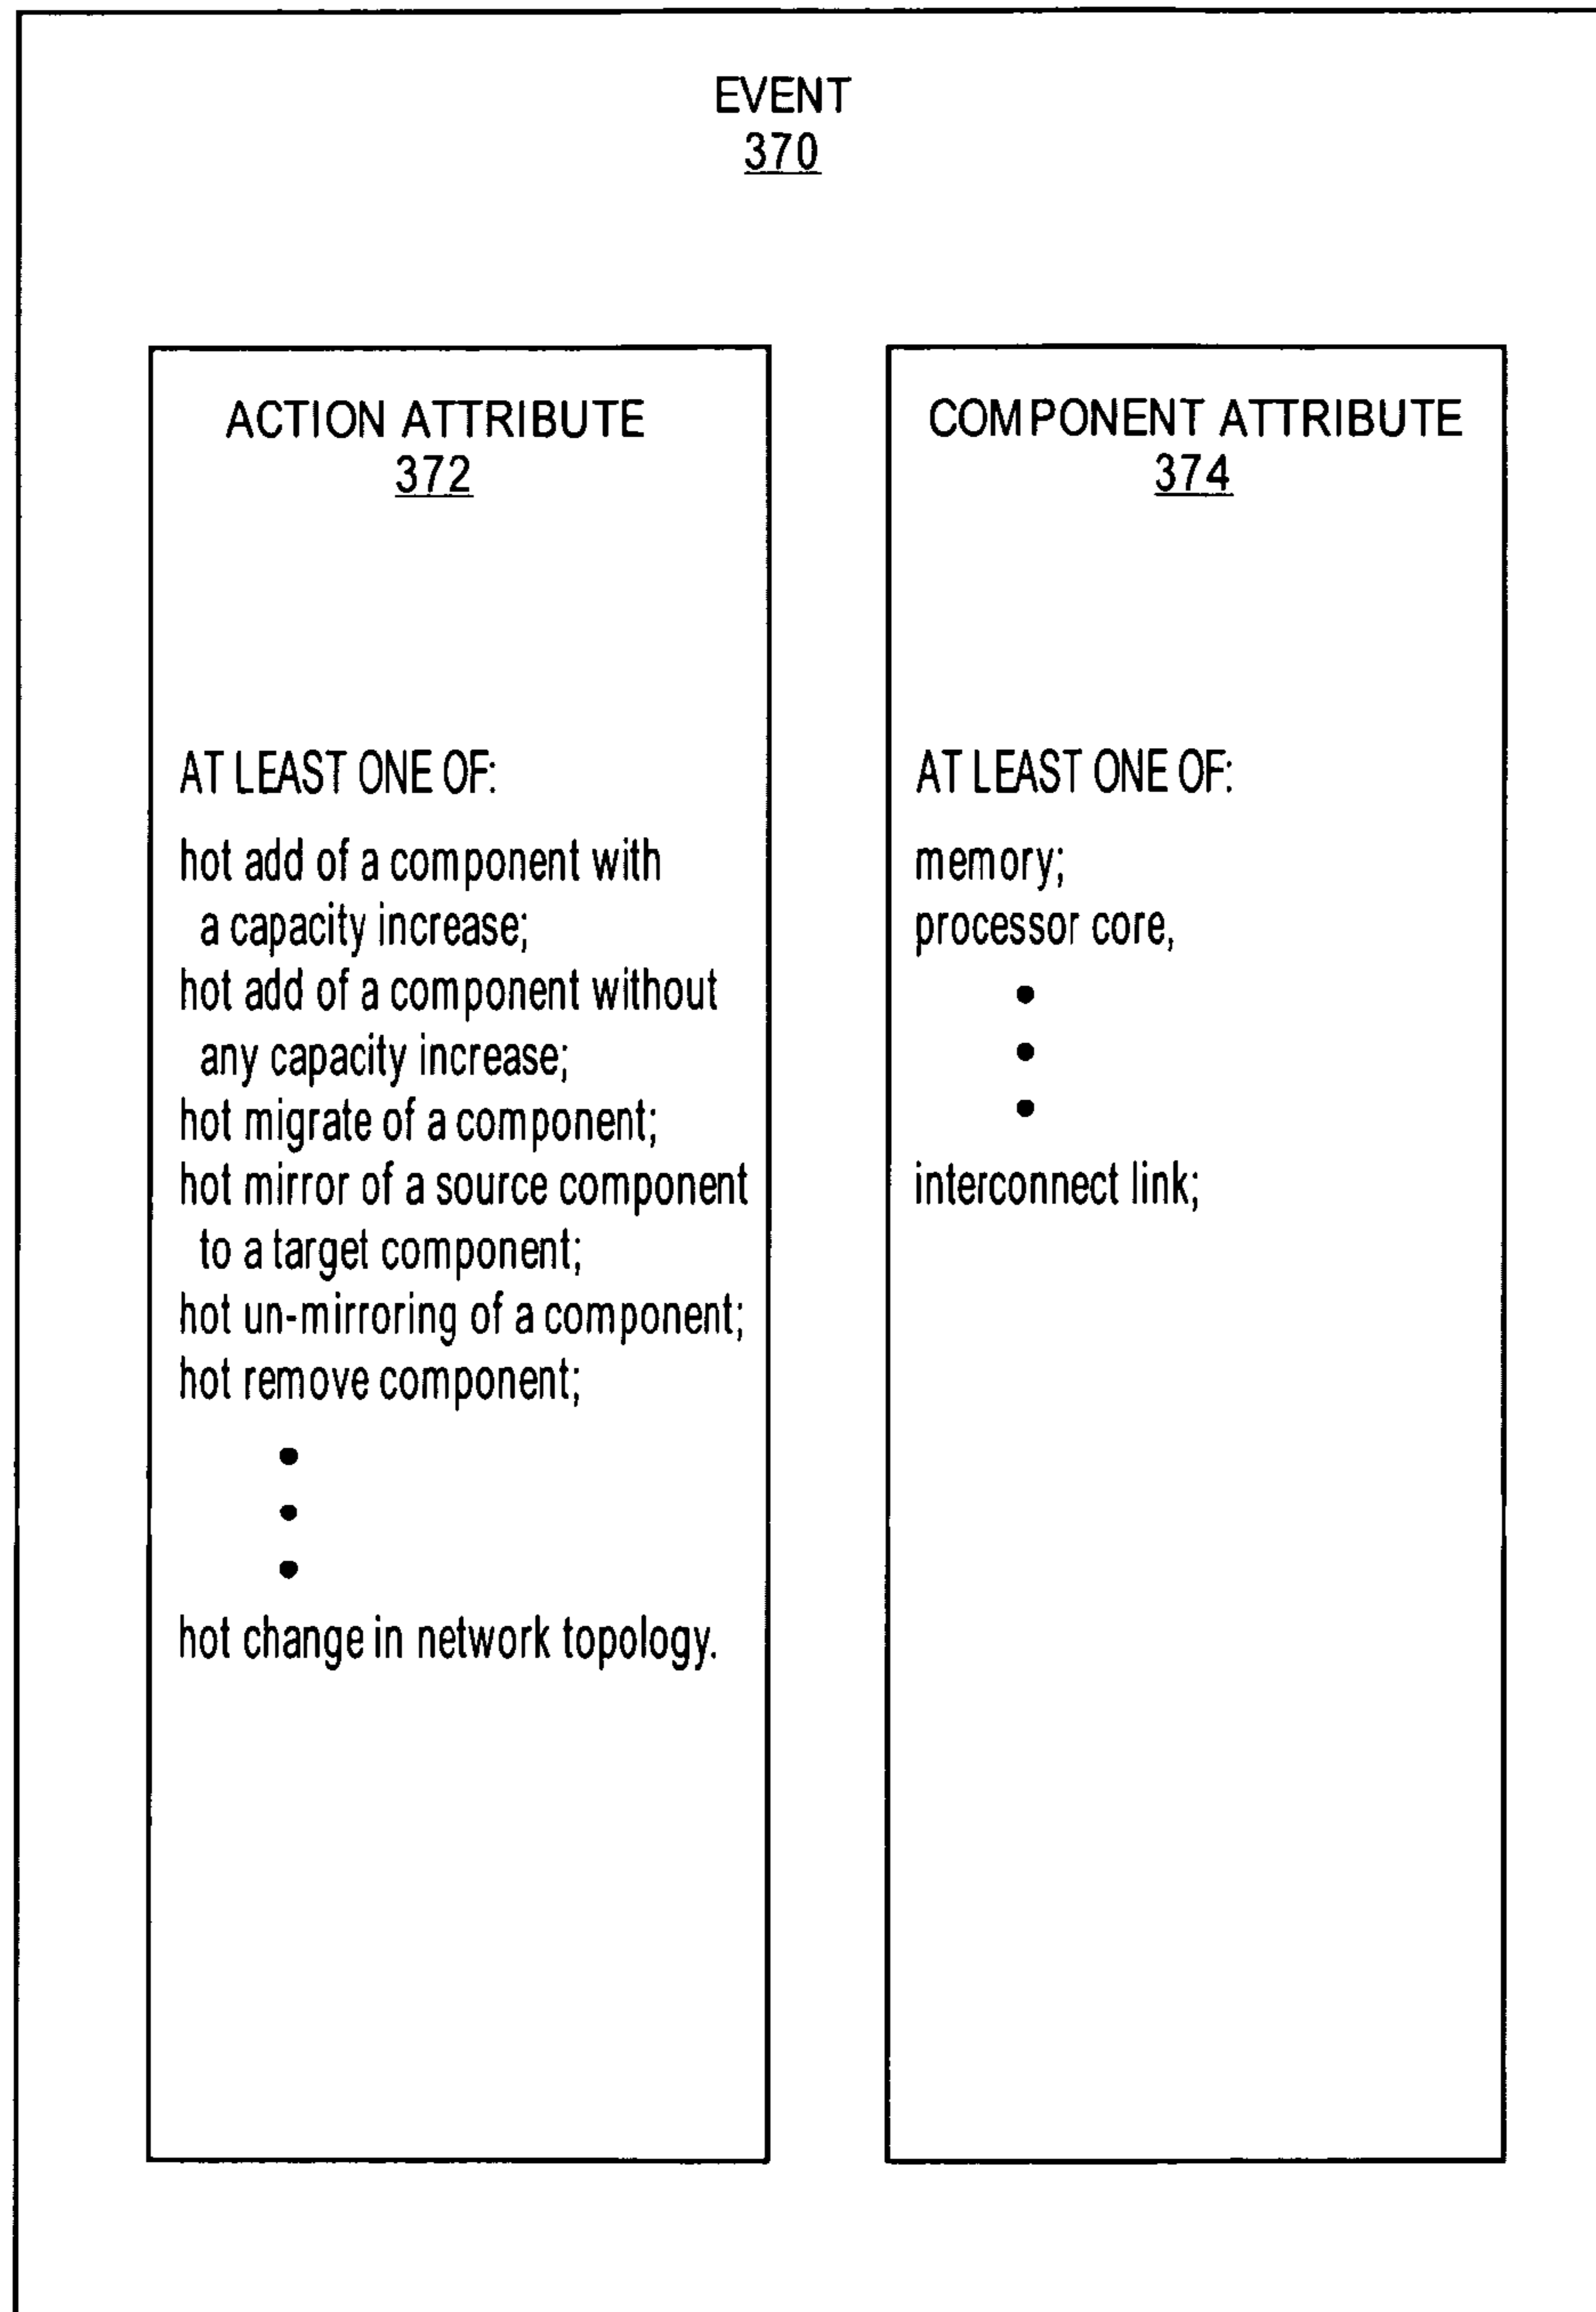 EVENT
370
ACTION ATTRIBUTE
372
AT LEAST ONE OF:
hot add of a component with
a capacity increase;
hot add of a component without
any capacity increase;
hot migrate of a component;
hot mirror of a source component
to a target component;
hot un-mirroring of a component;
hot remove component;
hot change in network topology.
COMPONENT ATTRIBUTE
374
AT LEAST ONE OF:
memory;
processor core,
interconnect link;